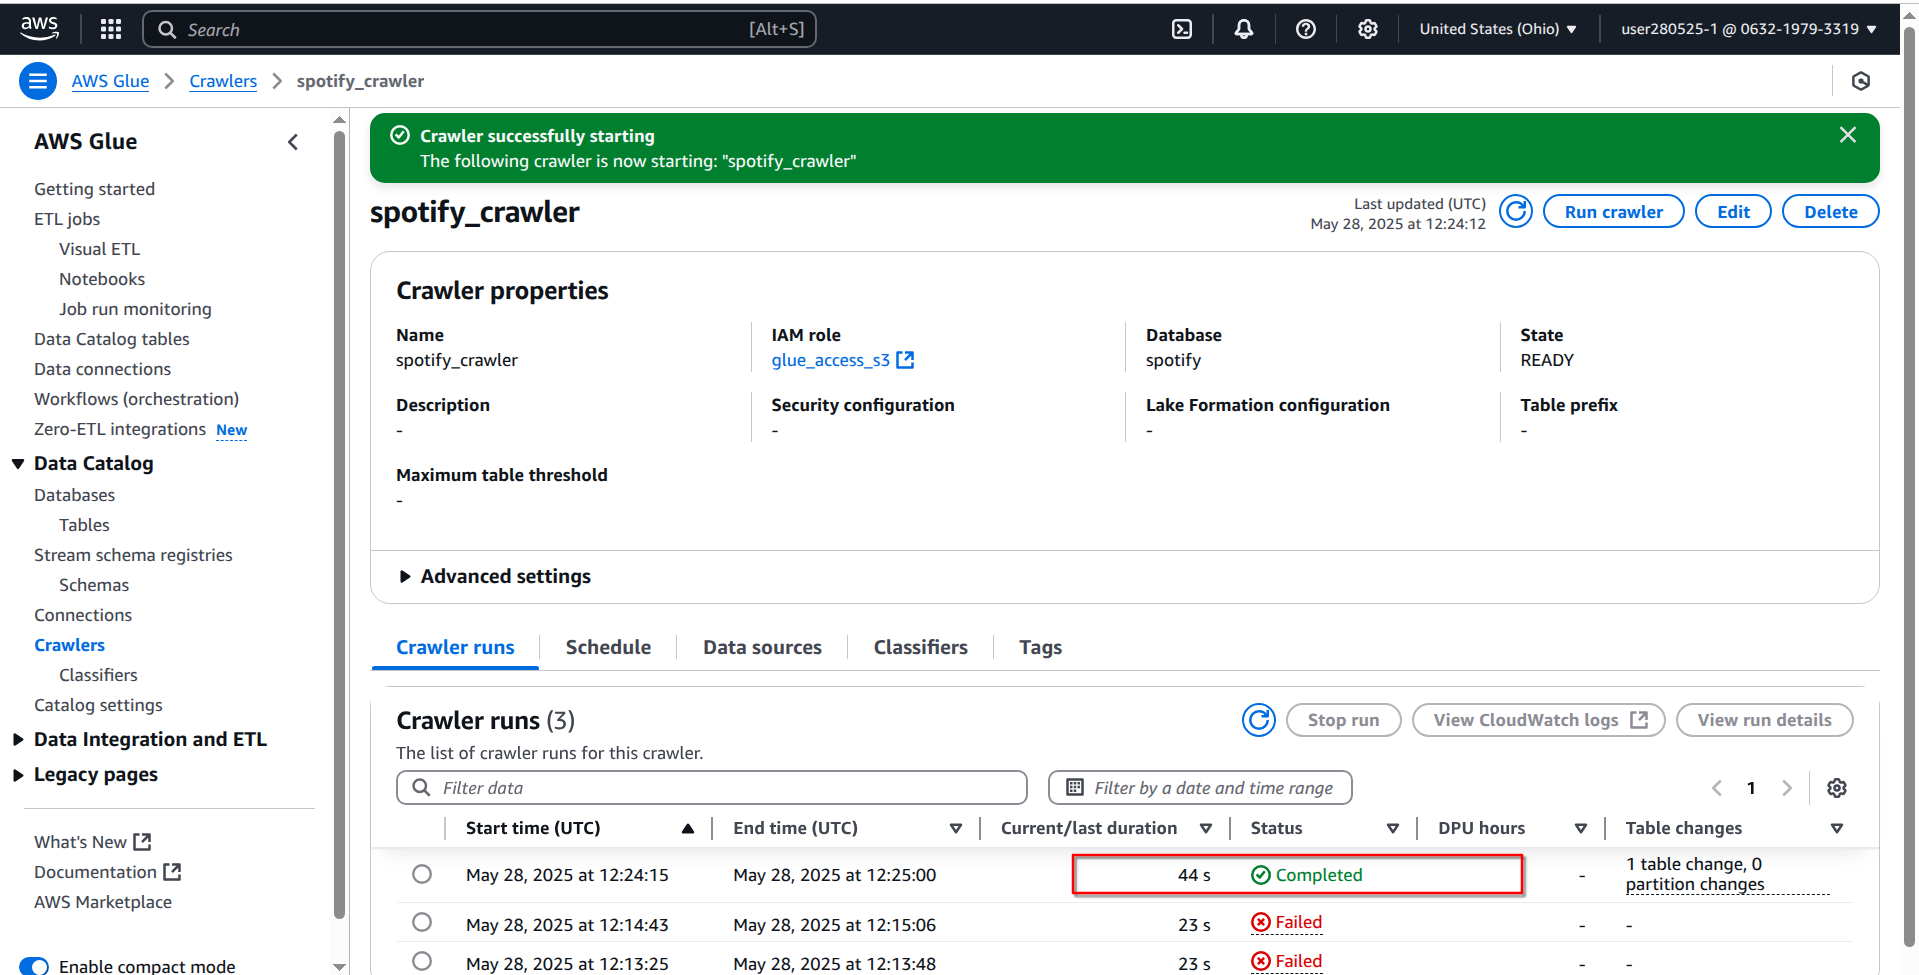 aws
Search [Alt+S]
United States (Ohio)
user280525-1 @ 0632-1979-3319
AWS Glue
Crawlers
spotify_crawler
AWS Glue
Getting started
ETL jobs
Visual ETL
Notebooks
Job run monitoring
Data Catalog tables
Data connections
Workflows (orchestration)
Zero-ETL integrations New
Data Catalog
Databases
Tables
Stream schema registries
Schemas
Connections
Crawlers
Classifiers
Catalog settings
Data Integration and ETL
Legacy pages
What's New
Documentation
AWS Marketplace
Enable compact mode
Crawler successfully starting
The following crawler is now starting: "spotify_crawler"
spotify_crawler
Last updated (UTC)
May 28, 2025 at 12:24:12
Run crawler
Edit
Delete
Crawler properties
Name
spotify_crawler
IAM role
glue_access_s3
Database
spotify
State
READY
Description
-
Security configuration
-
Lake Formation configuration
-
Table prefix
-
Maximum table threshold
-
Advanced settings
Crawler runs
Schedule
Data sources
Classifiers
Tags
Crawler runs (3)
The list of crawler runs for this crawler.
Stop run
View CloudWatch logs
View run details
Filter data
Filter by a date and time range
1
Start time (UTC) End time (UTC) Current/last duration Status DPU hours Table changes
May 28, 2025 at 12:24:15 May 28, 2025 at 12:25:00 44 s Completed - 1 table change, 0
partition changes
May 28, 2025 at 12:14:43 May 28, 2025 at 12:15:06 23 s Failed - -
May 28, 2025 at 12:13:25 May 28, 2025 at 12:13:48 23 s Failed - -